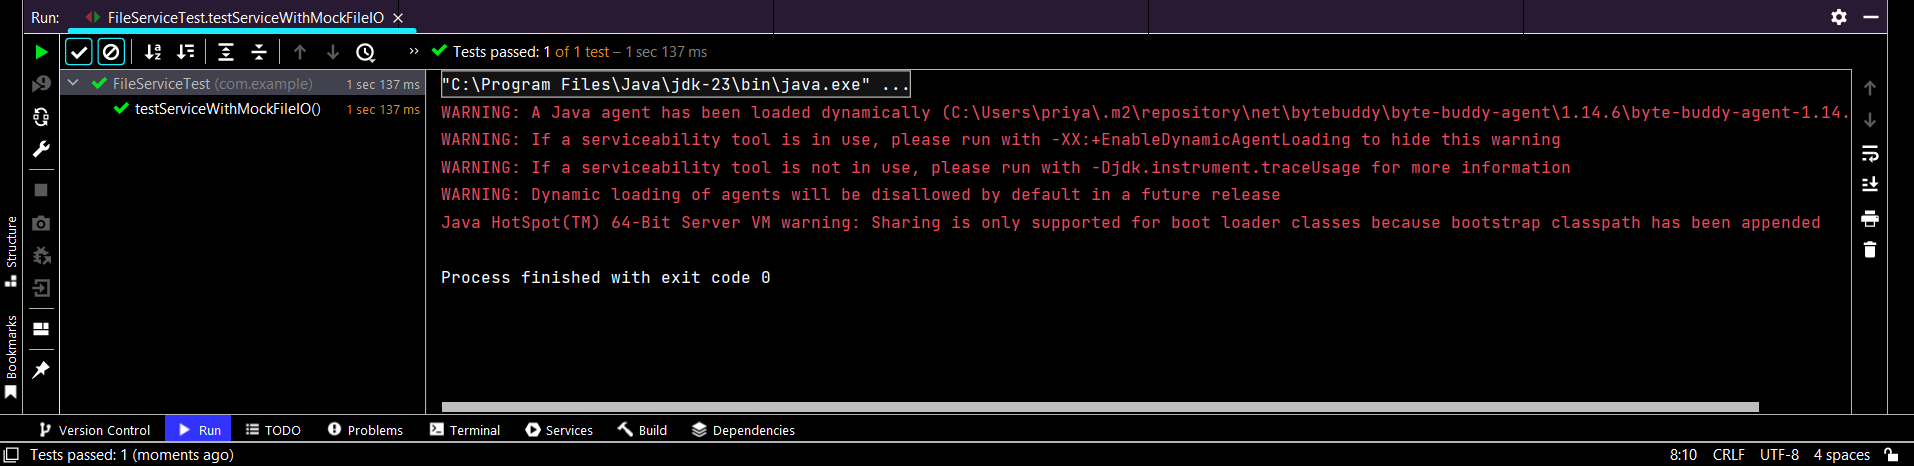 Run: FileServiceTest.testServiceWithMockFileIO
Tests passed: 1 of 1 test – 1 sec 137 ms
FileServiceTest (com.example) 1 sec 137 ms
testServiceWithMockFileIO() 1 sec 137 ms
"C:\Program Files\Java\jdk-23\bin\java.exe" ...
WARNING: A Java agent has been loaded dynamically (C:\Users\priya\.m2\repository\net\bytebuddy\byte-buddy-agent\1.14.6\byte-buddy-agent-1.14.
WARNING: If a serviceability tool is in use, please run with -XX:+EnableDynamicAgentLoading to hide this warning
WARNING: If a serviceability tool is not in use, please run with -Djdk.instrument.traceUsage for more information
WARNING: Dynamic loading of agents will be disallowed by default in a future release
Java HotSpot(TM) 64-Bit Server VM warning: Sharing is only supported for boot loader classes because bootstrap classpath has been appended
Process finished with exit code 0
Structure
Bookmarks
Version Control Run TODO Problems Terminal Services Build Dependencies
Tests passed: 1 (moments ago) 8:10 CRLF UTF-8 4 spaces